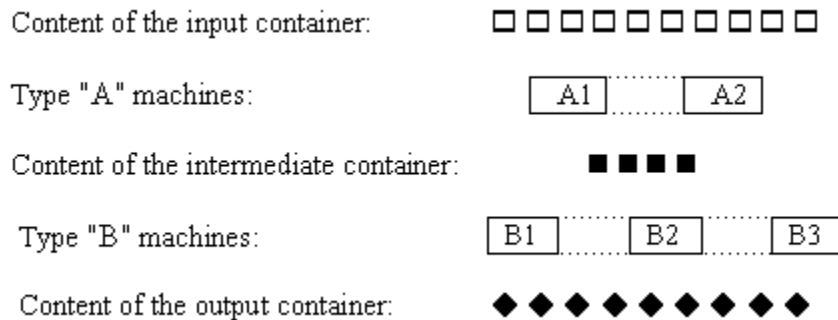 Content of the input container:
Type "A" machines: A1 A2
Content of the intermediate container:
Type "B" machines: B1 B2 B3
Content of the output container: